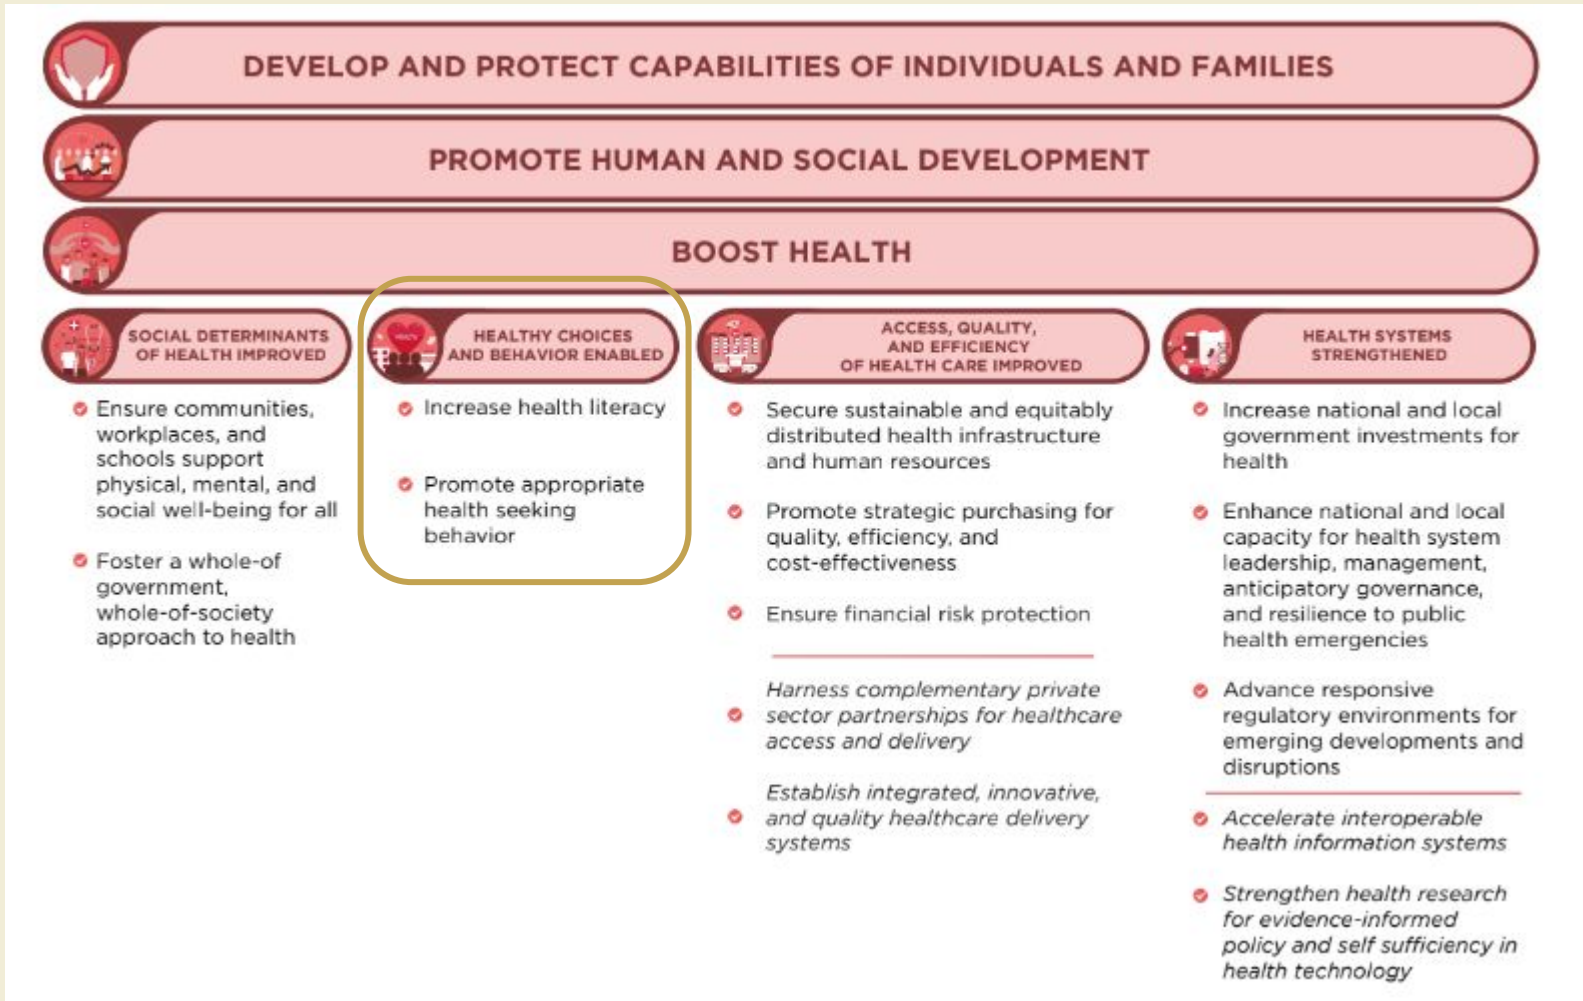 DEVELOP AND PROTECT CAPABILITIES OF INDIVIDUALS AND FAMILIES
PROMOTE HUMAN AND SOCIAL DEVELOPMENT
BOOST HEALTH
SOCIAL DETERMINANTS
OF HEALTH IMPROVED
Ensure communities,
workplaces, and
schools support
physical, mental, and
social well-being for all
Foster a whole-of
government,
whole-of-society
approach to health
HEALTH
HEALTHY CHOICES
AND BEHAVIOR ENABLED
Increase health literacy
Promote appropriate
health seeking
behavior
ACCESS, QUALITY,
AND EFFICIENCY
OF HEALTH CARE IMPROVED
Secure sustainable and equitably
distributed health infrastructure
and human resources
Promote strategic purchasing for
quality, efficiency, and
cost-effectiveness
Ensure financial risk protection
Harness complementary private
sector partnerships for healthcare
access and delivery
Establish integrated, innovative,
and quality healthcare delivery
systems
HEALTH SYSTEMS
STRENGTHENED
Increase national and local
government investments for
health
Enhance national and local
capacity for health system
leadership, management,
anticipatory governance,
and resilience to public
health emergencies
Advance responsive
regulatory environments for
emerging developments and
disruptions
Accelerate interoperable
health information systems
Strengthen health research
for evidence-informed
policy and self sufficiency in
health technology